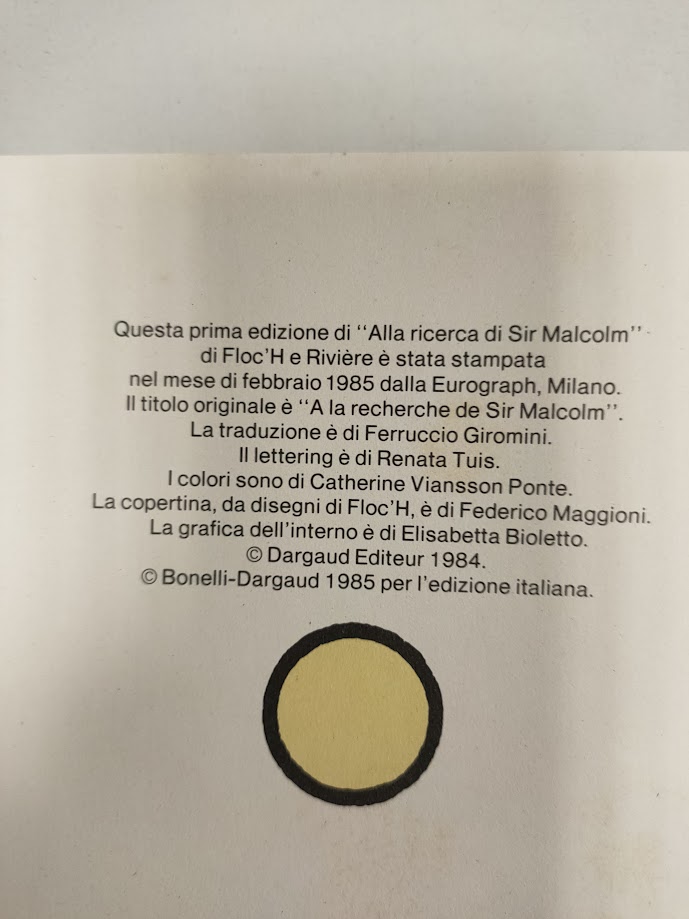 Questa prima edizione di ‘‘Alla ricerca di Sir Malcolm’’
di Floc'H e Rivière è stata stampata
nel mese di febbraio 1985 dalla Eurograph, Milano.
Il titolo originale è ‘‘A la recherche de Sir Malcolm’’.
La traduzione è di Ferruccio Giromini.
Il lettering è di Renata Tuis.
I colori sono di Catherine Viansson Ponte.
La copertina, da disegni di Floc'H, è di Federico Maggioni.
La grafica dell'interno è di Elisabetta Bioletto.
© Dargaud Editeur 1984.
© Bonelli-Dargaud 1985 per l'edizione italiana.